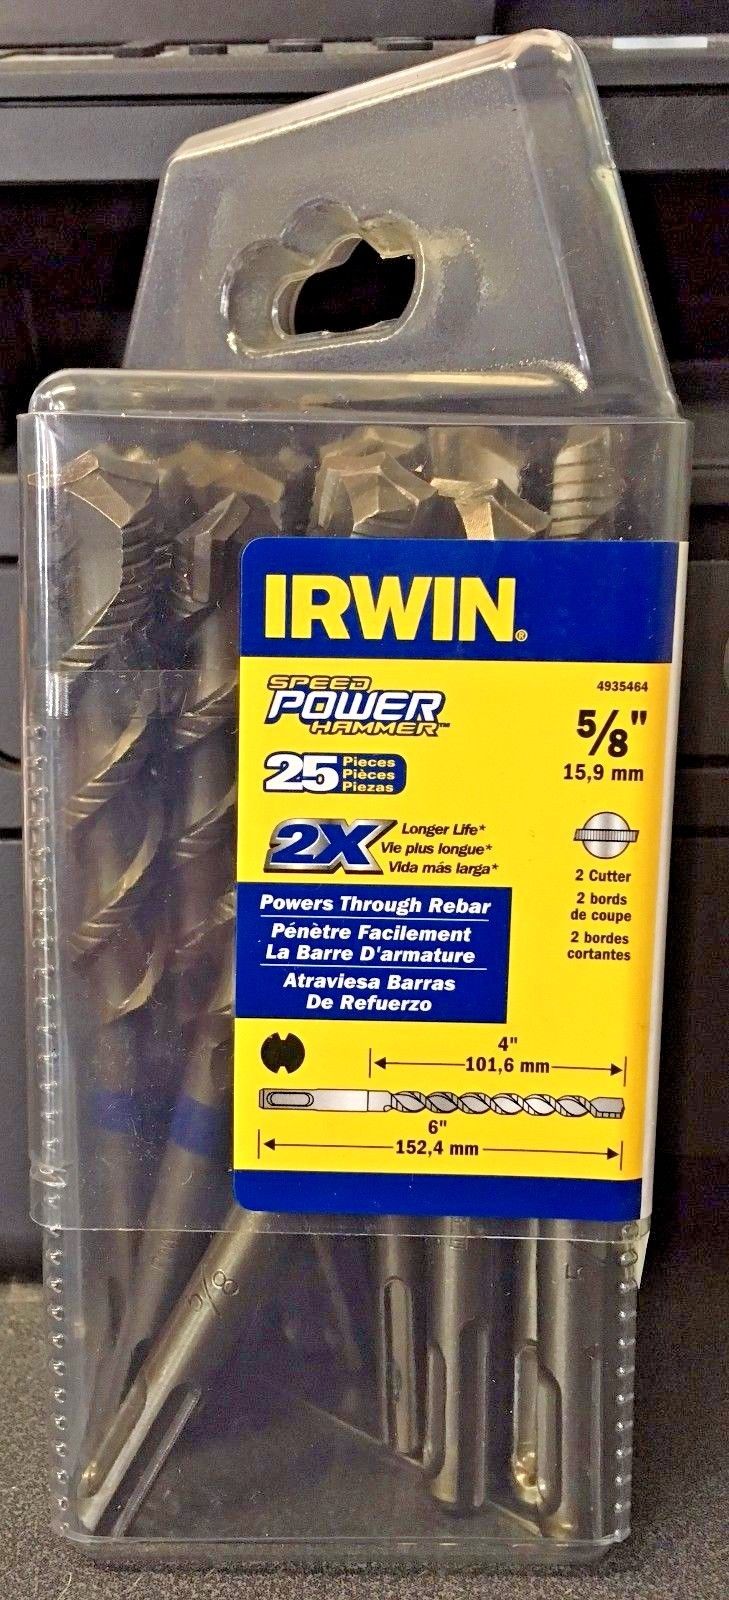 IRWIN®
SPEED
POWER
HAMMER™
4935464
5/8"
15,9 mm
25 Pieces
Pièces
Piezas
2X Longer Life*
Vie plus longue*
Vida más larga*
2 Cutter
2 bords
de coupe
2 bordes
cortantes
Powers Through Rebar
Pénètre Facilement
La Barre D'armature
Atraviesa Barras
De Refuerzo
4"
101,6 mm
6"
152,4 mm